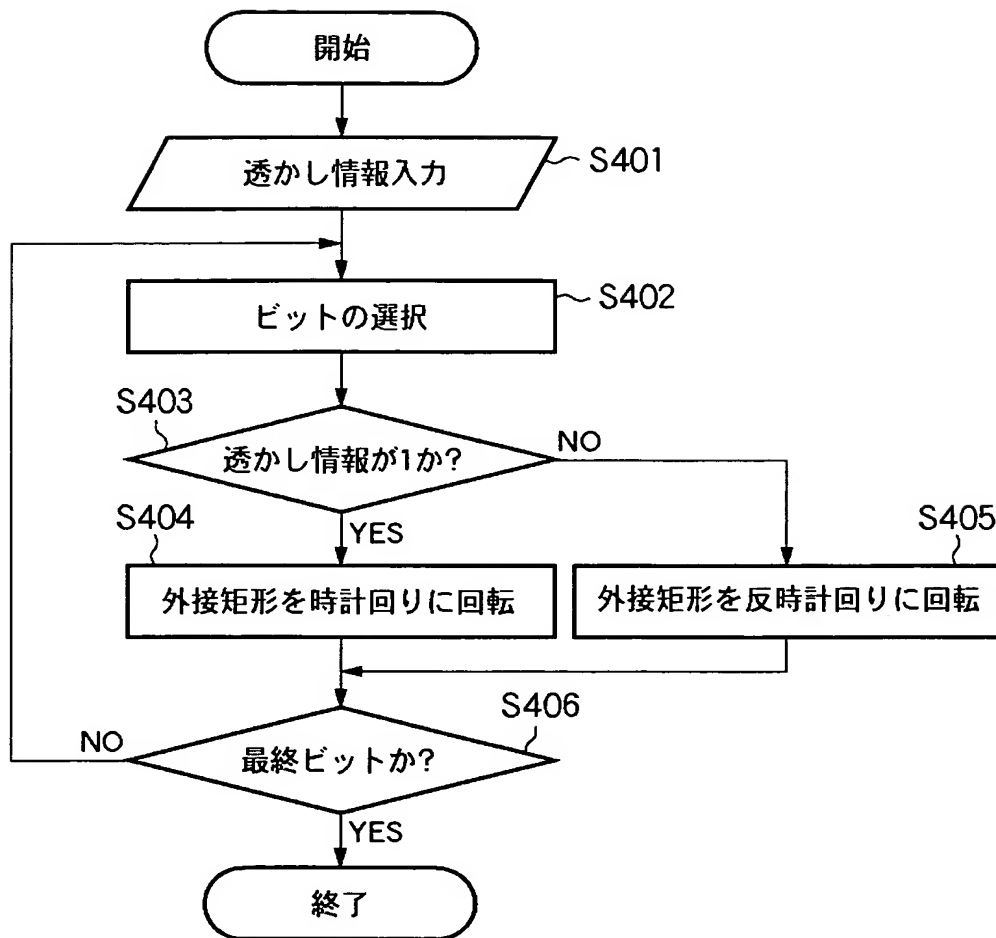 開始
透かし情報入力
S401
ビットの選択
S402
S403
透かし情報が1か?
NO
YES
S404
外接矩形を時計回りに回転
S405
外接矩形を反時計回りに回転
S406
最終ビットか?
NO
YES
終了